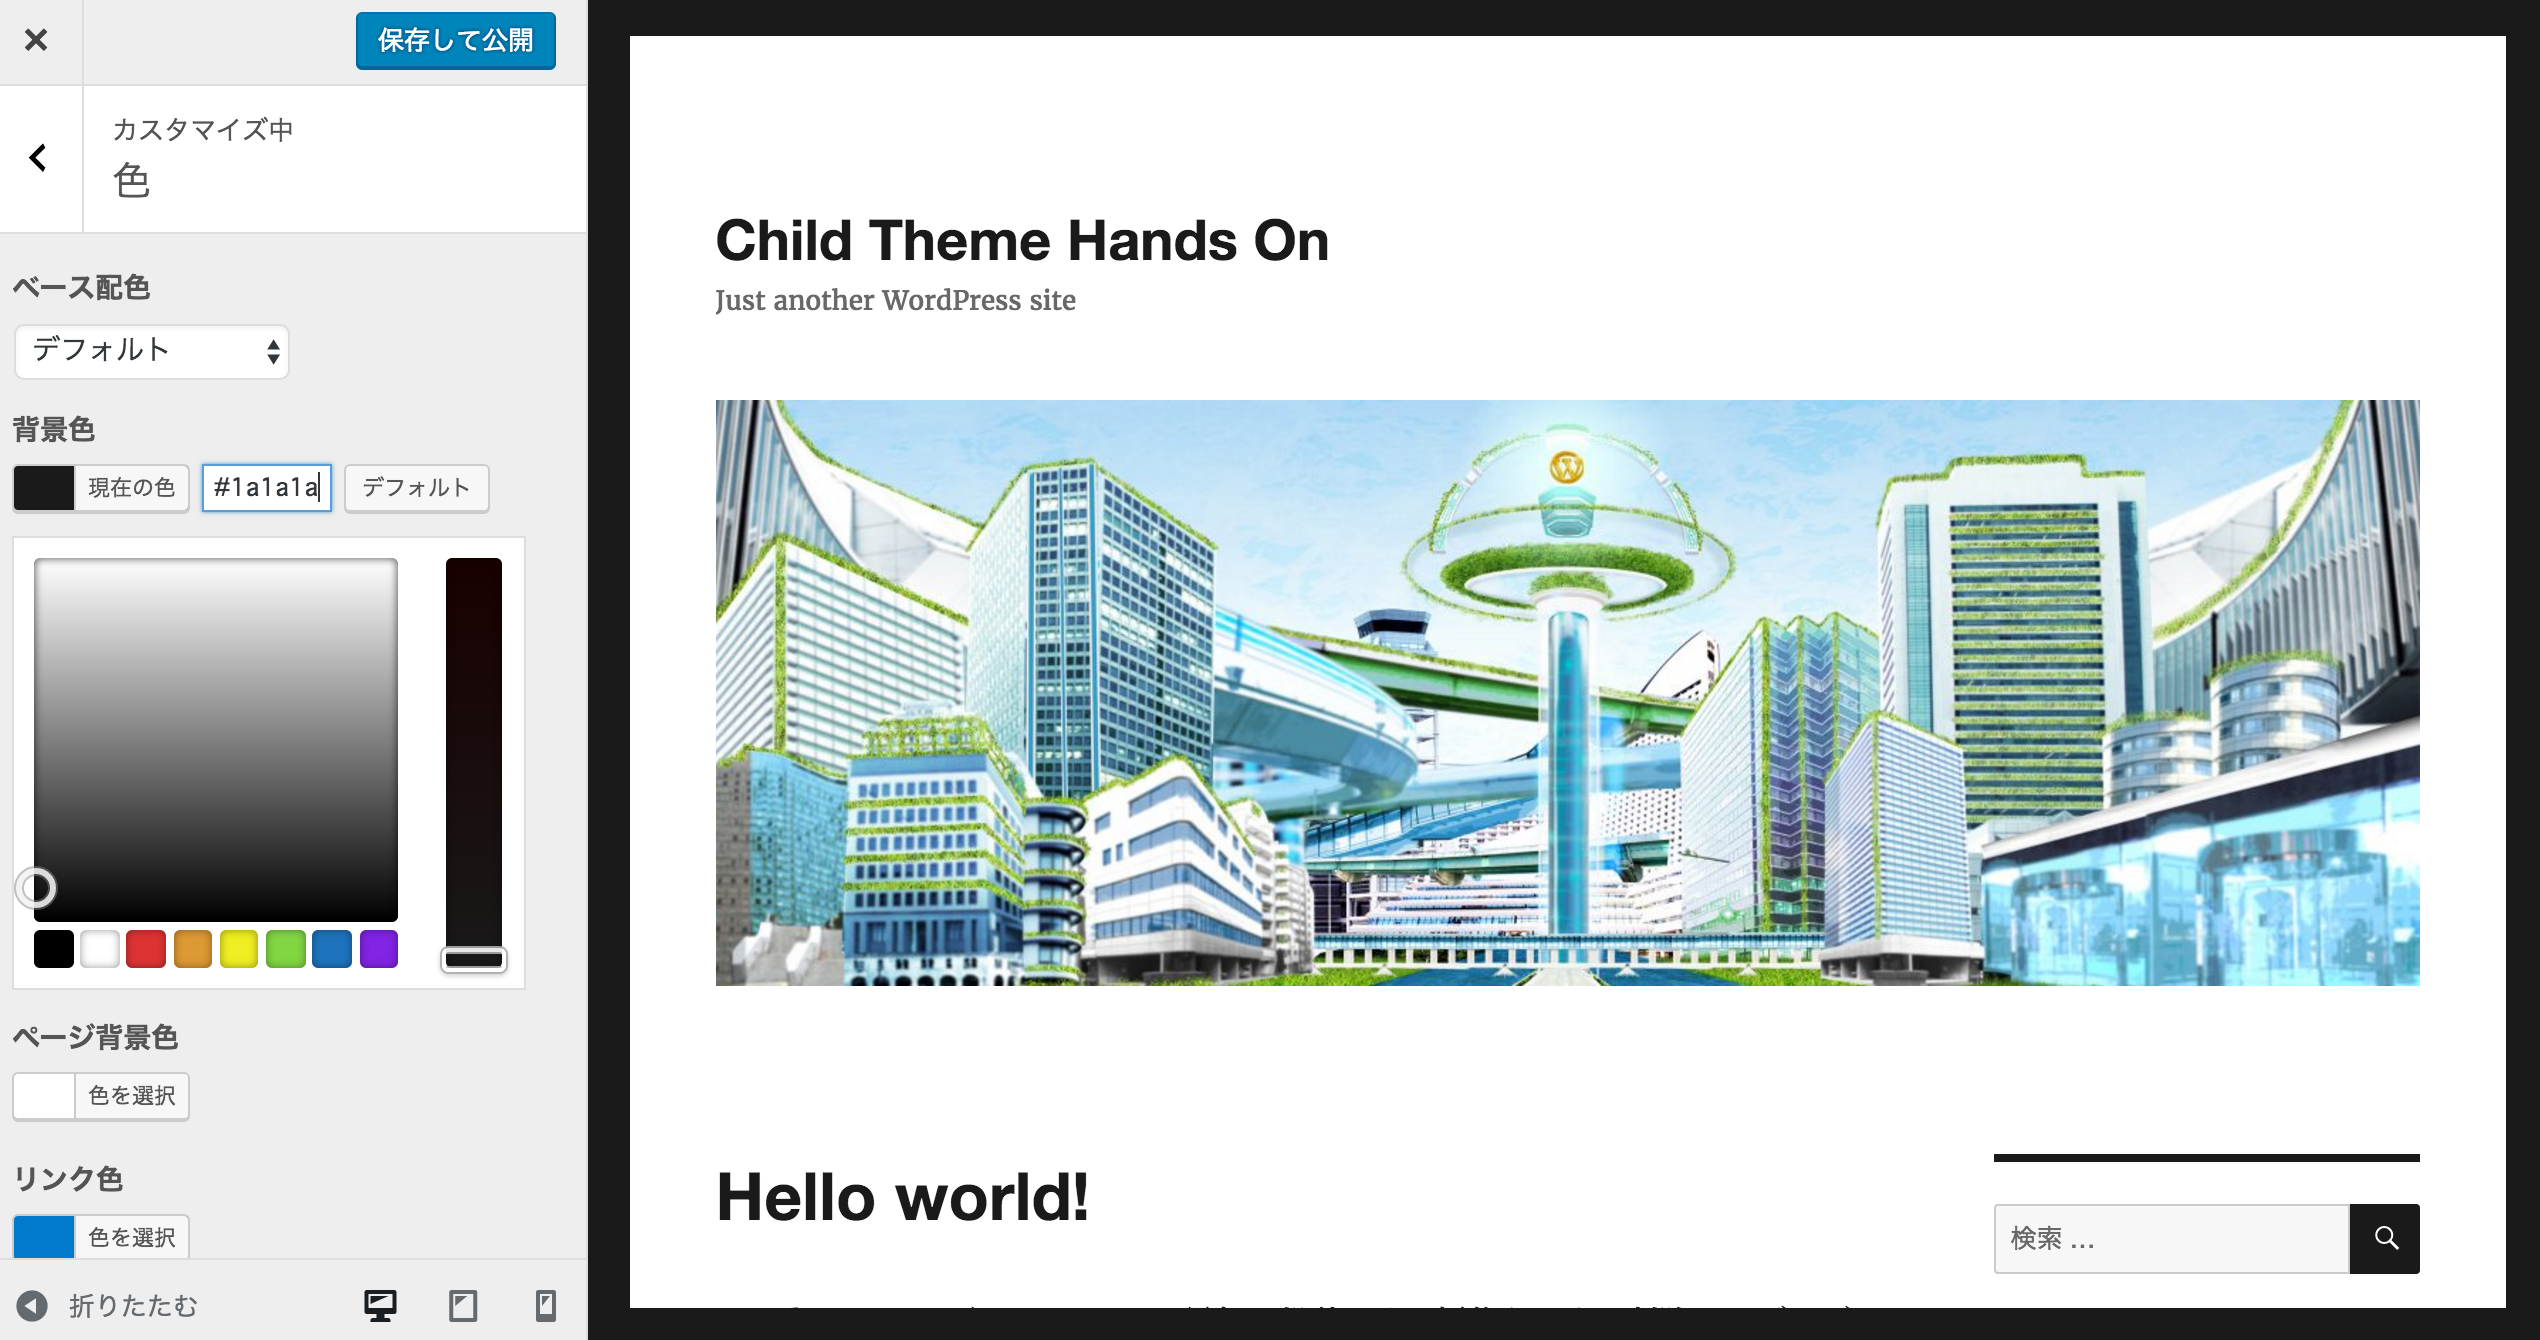 保存して公開
カスタマイズ中
色
ベース配色
デフォルト
背景色
現在の色
#1a1a1a
デフォルト
ページ背景色
色を選択
リンク色
色を選択
折りたたむ
Child Theme Hands On
Just another WordPress site
Hello world!
検索 ...